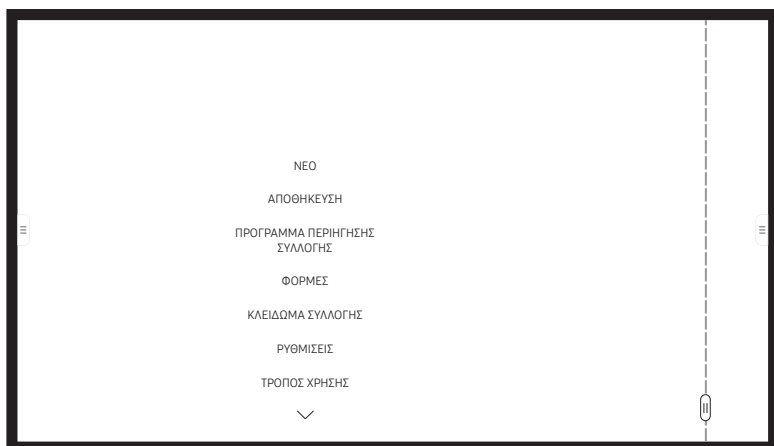 ΝΕΟ
ΑΠΟΘΗΚΕΥΣΗ
ΠΡΟΓΡΑΜΜΑ ΠΕΡΙΗΓΗΣΗΣ
ΣΥΛΛΟΓΗΣ
ΦΟΡΜΕΣ
ΚΛΕΙΔΩΜΑ ΣΥΛΛΟΓΗΣ
ΡΥΘΜΙΣΕΙΣ
ΤΡΟΠΟΣ ΧΡΗΣΗΣ